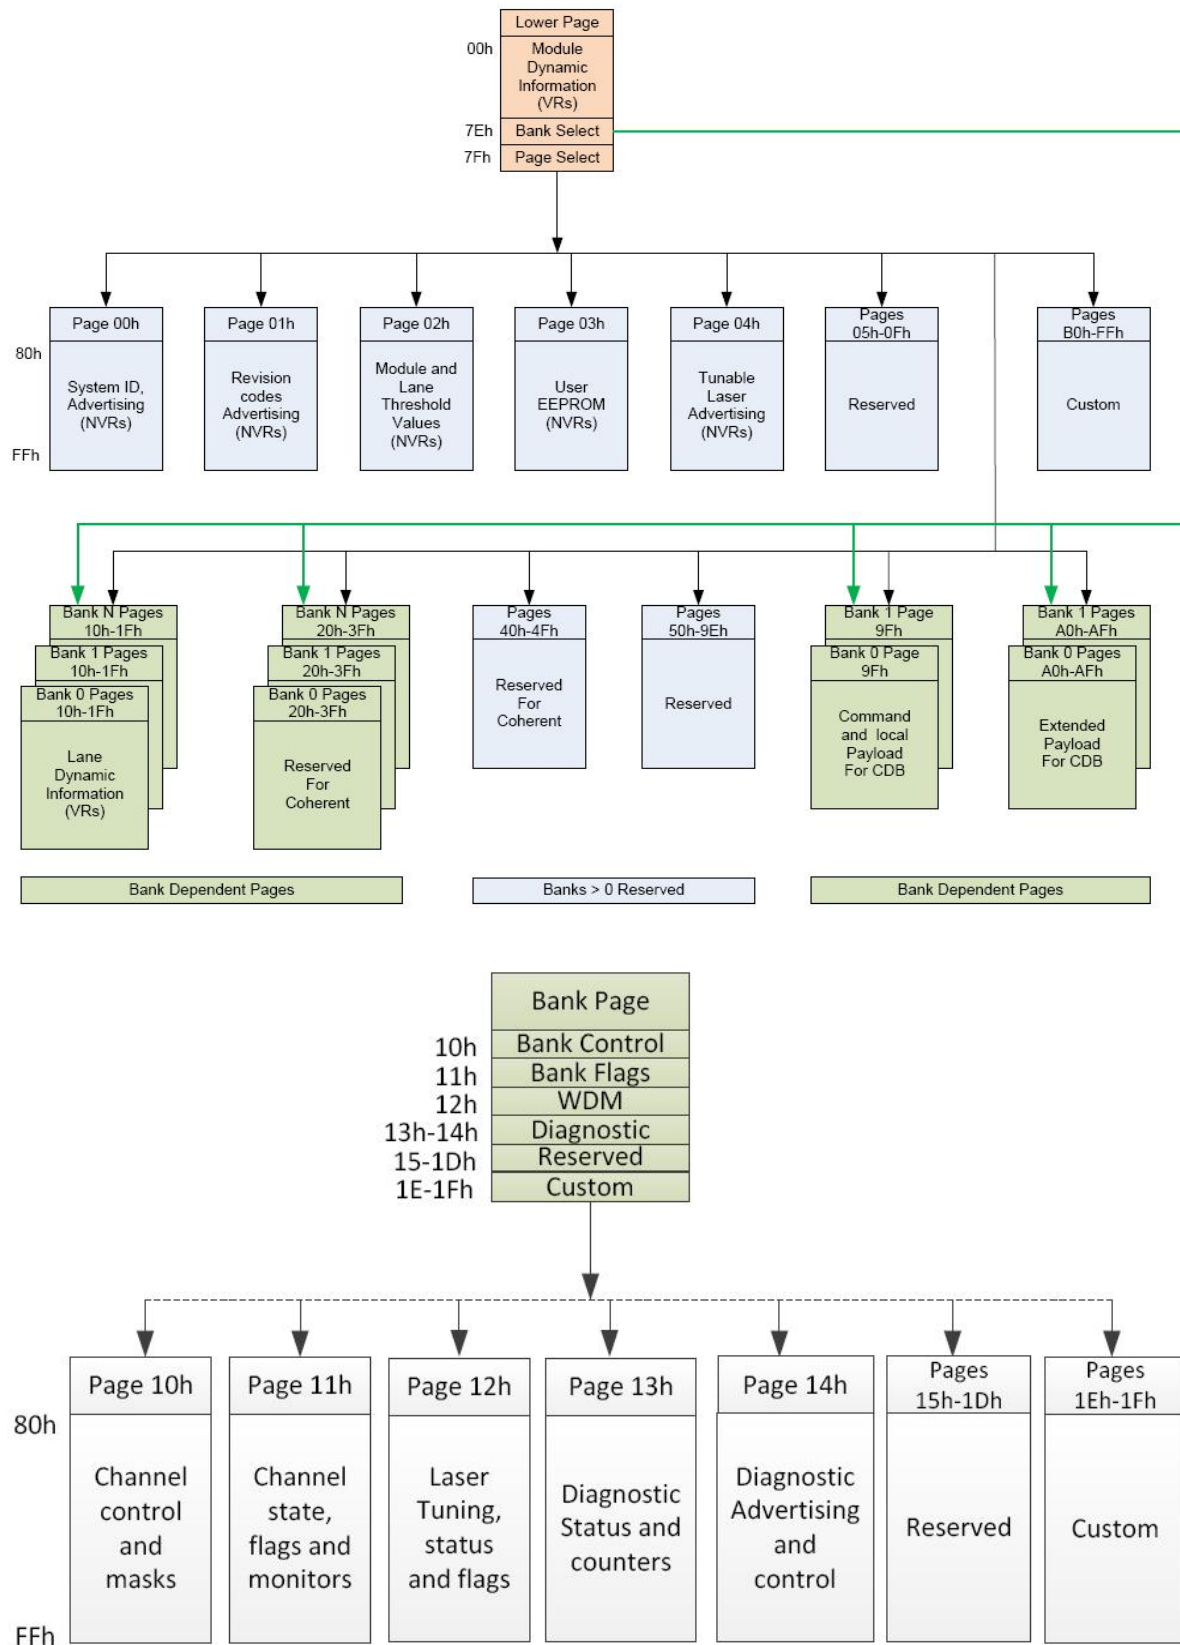 Lower Page
00h
Module
Dynamic
Information
(VRs)
7Eh
Bank Select
7Fh
Page Select
Page 00h
Page 01h
Page 02h
Page 03h
Page 04h
Pages
05h-0Fh
Pages
B0h-FFh
80h
System ID,
Advertising
(NVRs)
Revision
codes
Advertising
(NVRs)
Module and
Lane
Threshold
Values
(NVRs)
User
EEPROM
(NVRs)
Tunable
Laser
Advertising
(NVRs)
Reserved
Custom
FFh
Bank N Pages
10h-1Fh
Bank 1 Pages
10h-1Fh
Bank 0 Pages
10h-1Fh
Lane
Dynamic
Information
(VRs)
Bank N Pages
20h-3Fh
Bank 1 Pages
20h-3Fh
Bank 0 Pages
20h-3Fh
Reserved
For
Coherent
Pages
40h-4Fh
Reserved
For
Coherent
Pages
50h-9Eh
Reserved
Bank 1 Page
9Fh
Bank 0 Page
9Fh
Command
and local
Payload
For CDB
Bank 1 Pages
A0h-AFh
Bank 0 Pages
A0h-AFh
Extended
Payload
For CDB
Bank Dependent Pages
Banks > 0 Reserved
Bank Dependent Pages
Bank Page
10h
Bank Control
11h
Bank Flags
12h
WDM
13h-14h
Diagnostic
15-1Dh
Reserved
1E-1Fh
Custom
Page 10h
Page 11h
Page 12h
Page 13h
Page 14h
Pages
15h-1Dh
Pages
1Eh-1Fh
80h
Channel
control
and
masks
Channel
state,
flags and
monitors
Laser
Tuning,
status
and flags
Diagnostic
Status and
counters
Diagnostic
Advertising
and
control
Reserved
Custom
FFh